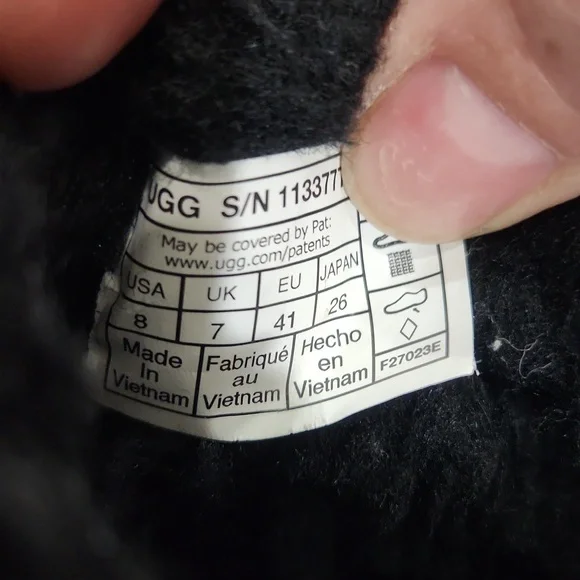 UGG S/N 113377
May be covered by Pat:
www.ugg.com/patents
USA UK EU JAPAN
8 7 41 26
Made In Vietnam
Fabriqué au Vietnam
Hecho en Vietnam
F27023E